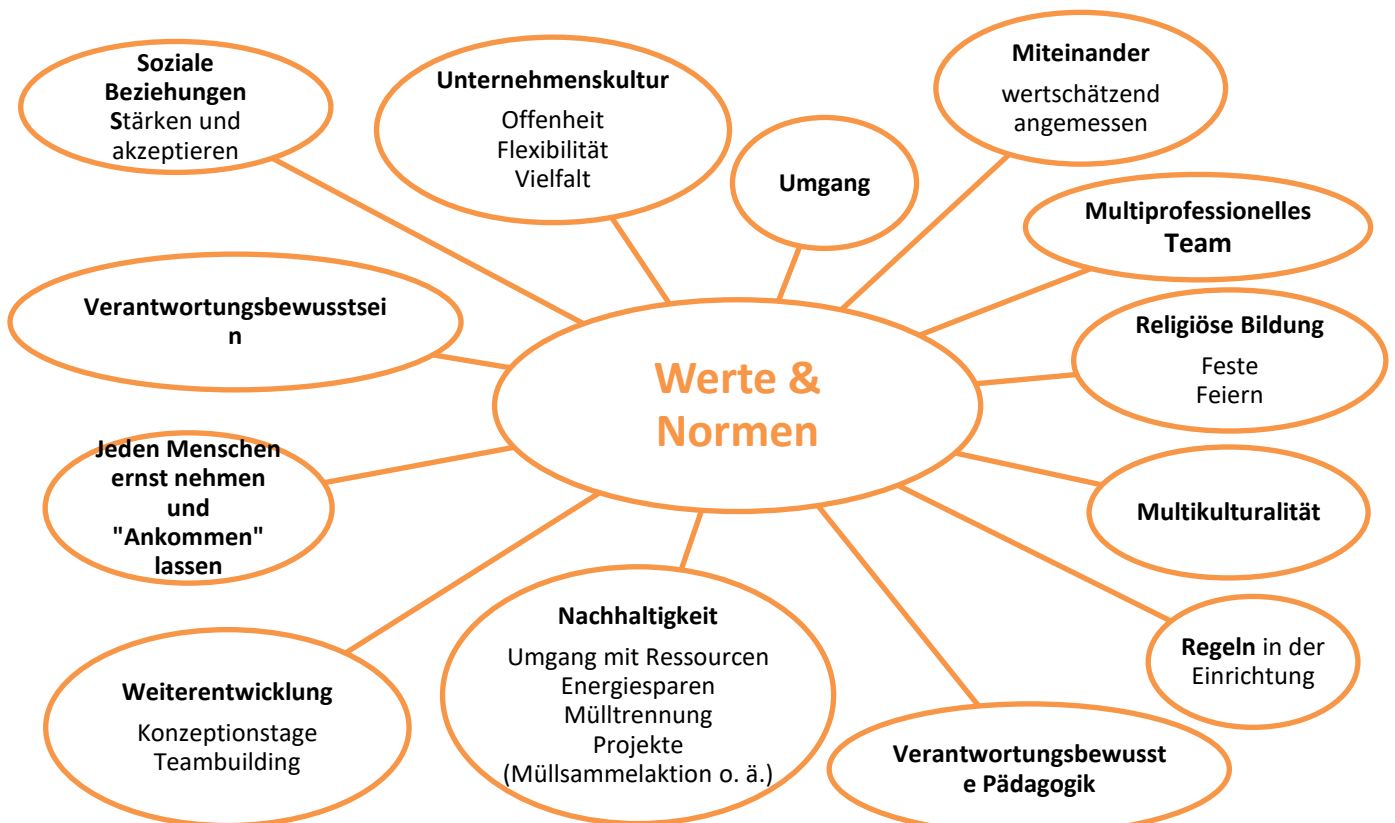 Soziale
Beziehungen
Stärken und
akzeptieren
Unternehmenskultur
Offenheit
Flexibilität
Vielfalt
Umgang
Miteinander
wertschätzend
angemessen
Multiprofessionelles
Team
Verantwortungsbewusstsei
n
Werte &
Normen
Religiöse Bildung
Feste
Feiern
Jeden Menschen
ernst nehmen
und
"Ankommen"
lassen
Multikulturalität
Weiterentwicklung
Konzeptionstage
Teambuilding
Nachhaltigkeit
Umgang mit Ressourcen
Energiesparen
Mülltrennung
Projekte
(Müllsammelaktion o. ä.)
Regeln in der
Einrichtung
Verantwortungsbewusst
e Pädagogik